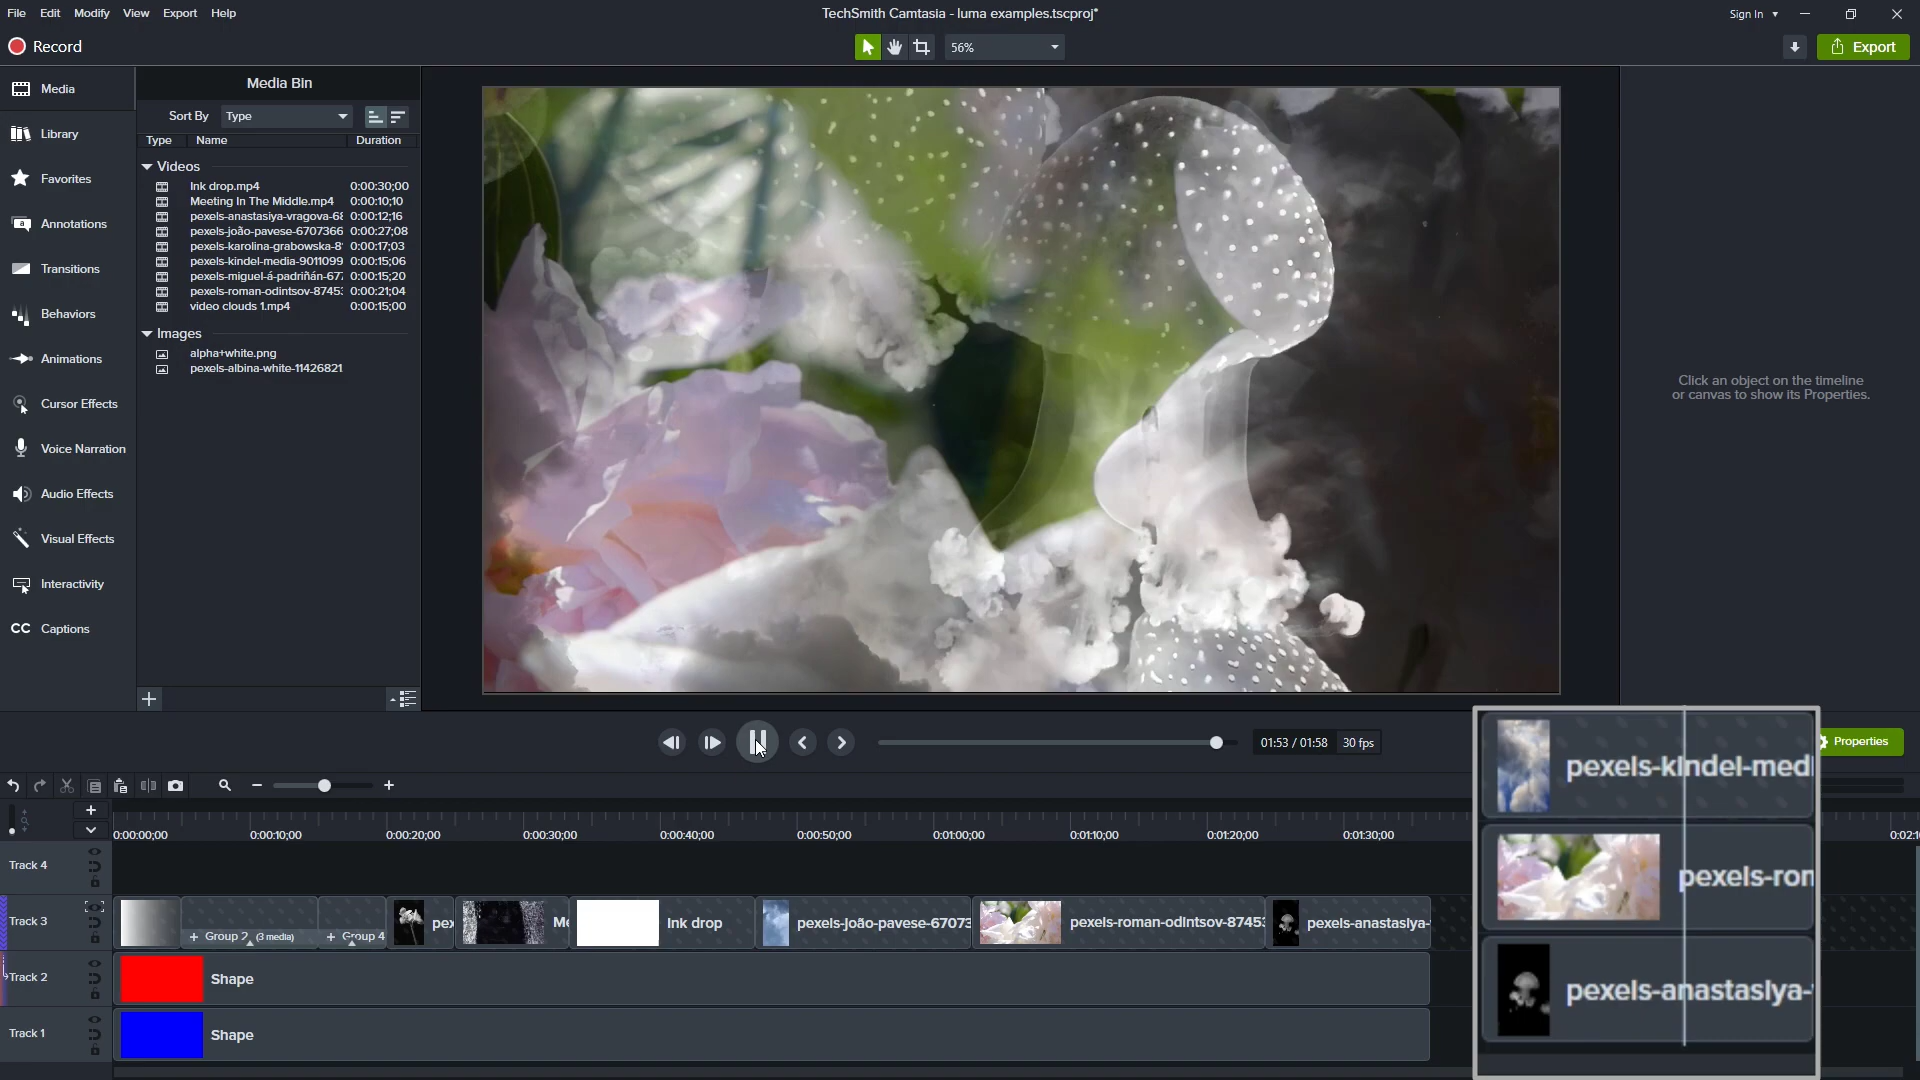 File Edit Modify View Export Help
TechSmith Camtasia - luma examples.tscproj*
Sign In
Record
56%
Export
Media
Library
Favorites
Annotations
Transitions
Behaviors
Animations
Cursor Effects
Voice Narration
Audio Effects
Visual Effects
Interactivity
CC Captions
Media Bin
Sort By Type
Type Name Duration
Videos
Ink drop.mp4 0:00:30;00
Meeting In The Middle.mp4 0:00:10;10
pexels-anastasiya-vragova-68 0:00:12;16
pexels-joão-pavese-6707366 0:00:27;08
pexels-karolina-grabowska-8 0:00:17;03
pexels-kindel-media-9011099 0:00:15;06
pexels-miguel-á-padriñán-677 0:00:15;20
pexels-roman-odintsov-8745 0:00:21;04
video clouds 1.mp4 0:00:15;00
Images
alpha+white.png
pexels-albina-white-11426821
Click an object on the timeline
or canvas to show its Properties.
01:53 / 01:58 30 fps
Properties
0:00:00;00 0:00:10;00 0:00:20;00 0:00:30;00 0:00:40;00 0:00:50;00 0:01:00;00 0:01:10;00 0:01:20;00 0:01:30;00 0:02:1
Track 4
Track 3
+ Group 2 (3 media) + Group 4 pex Me Ink drop pexels-joão-pavese-67073 pexels-roman-odintsov-8745 pexels-anastasiya-
Track 2
Shape
Track 1
Shape
pexels-kindel-medi
pexels-ron
pexels-anastasiya-